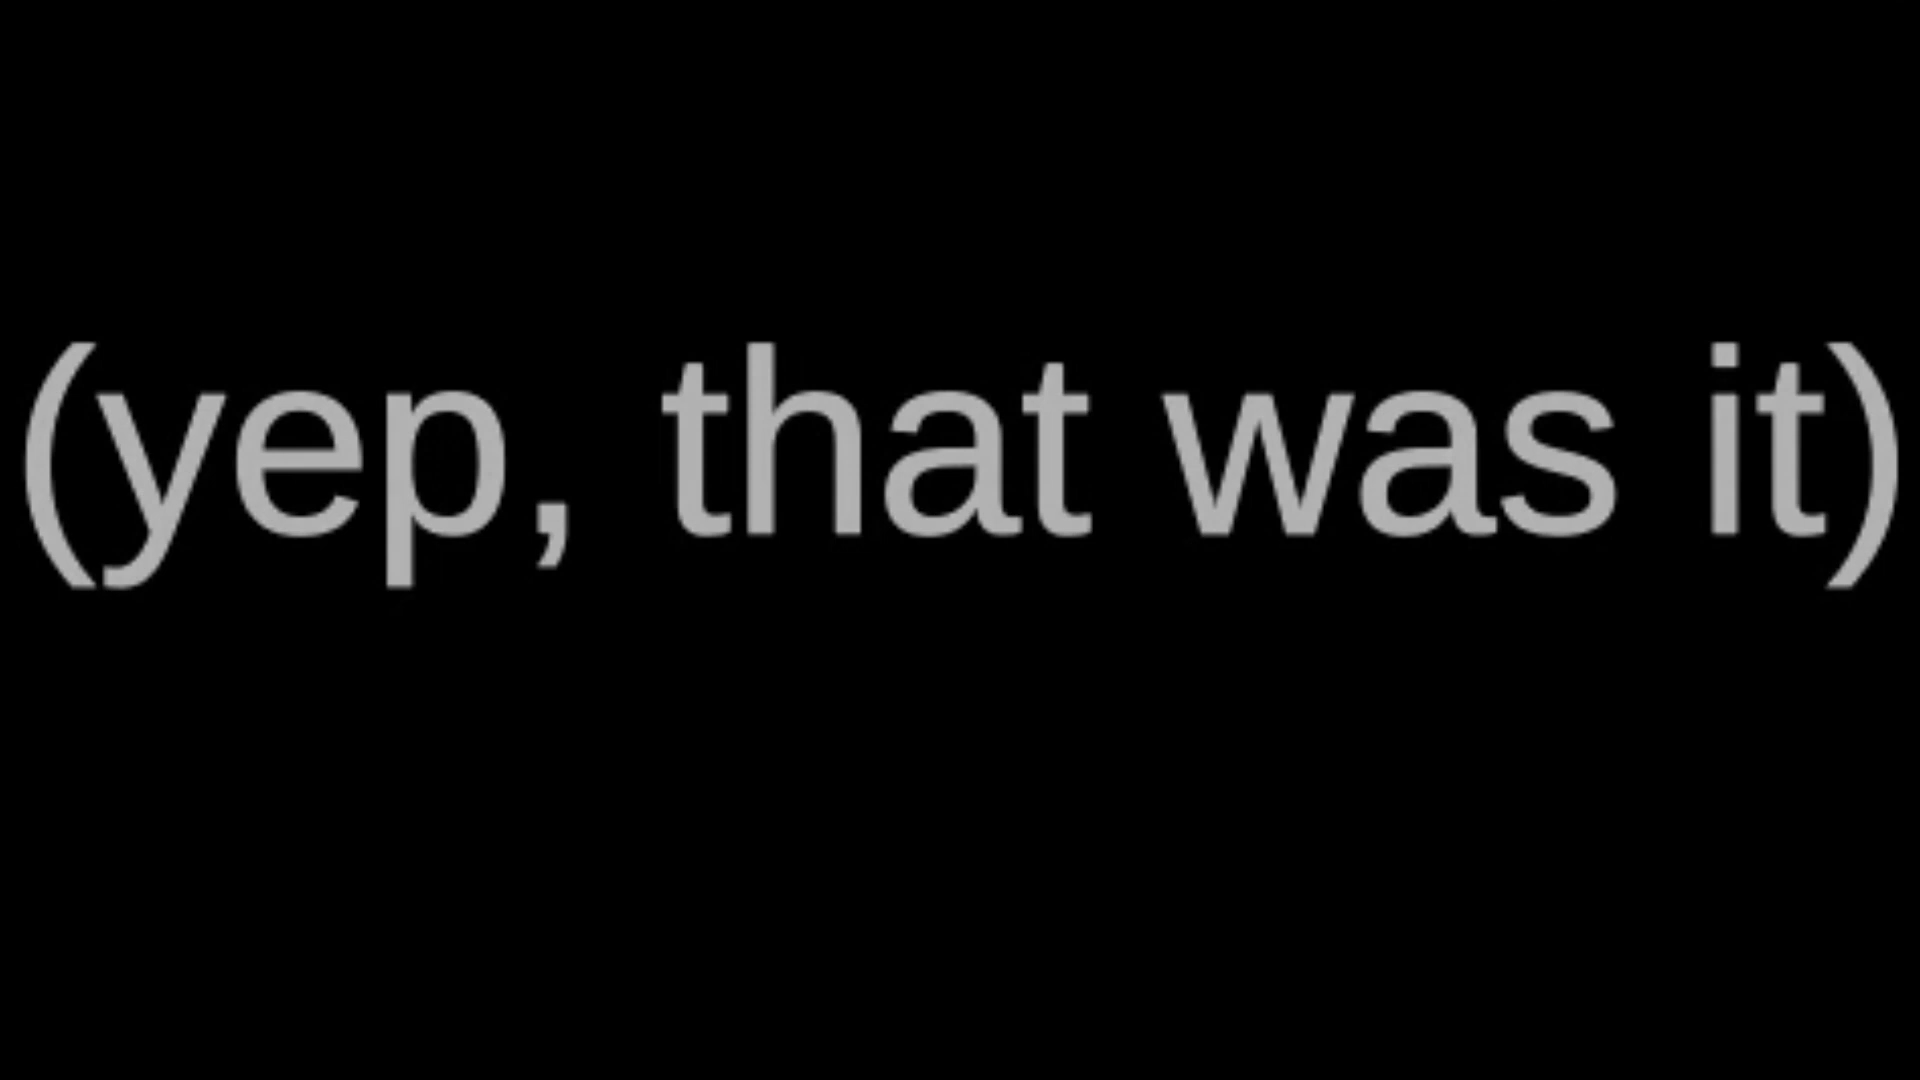 (yep, that was it)